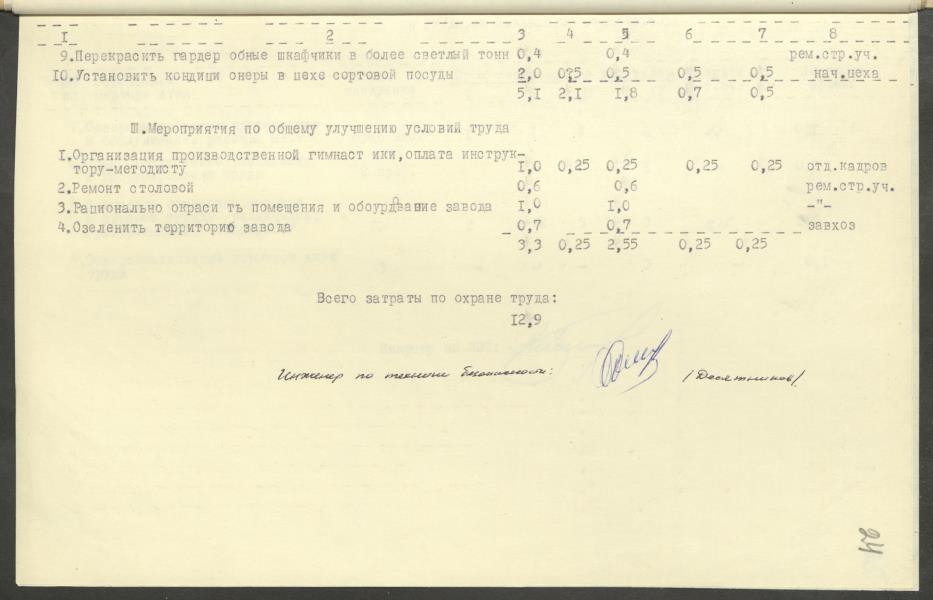 I 2 3 4 5 6 7 8
9.Перекрасить гардер обные шкафчики в более светлый тонн 0,4 0,4 рем.стр.уч.
10.Установить кондици онеры в цехе сортовой посуды 2,0 0,5 0,5 0,5 0,5 нач.цеха
5,I 2,I I,8 0,7 0,5
Ш.Мероприятия по общему улучшению условий труда
I.Организация производственной гимнаст ики,оплата инструк-
тору-методисту I,0 0,25 0,25 0,25 0,25 отд.кадров
2.Ремонт столовой 0,6 0,6 рем.стр.уч.
3.Рационально окраси ть помещения и обоурдвание завода I,0 I,0 -"-
4.Озеленить территорию завода 0,7 0,7 завхоз
3,3 0,25 2,55 0,25 0,25
Всего затраты по охране труда:
I2,9
Инженер по технике безопасности: /Десятников/
24